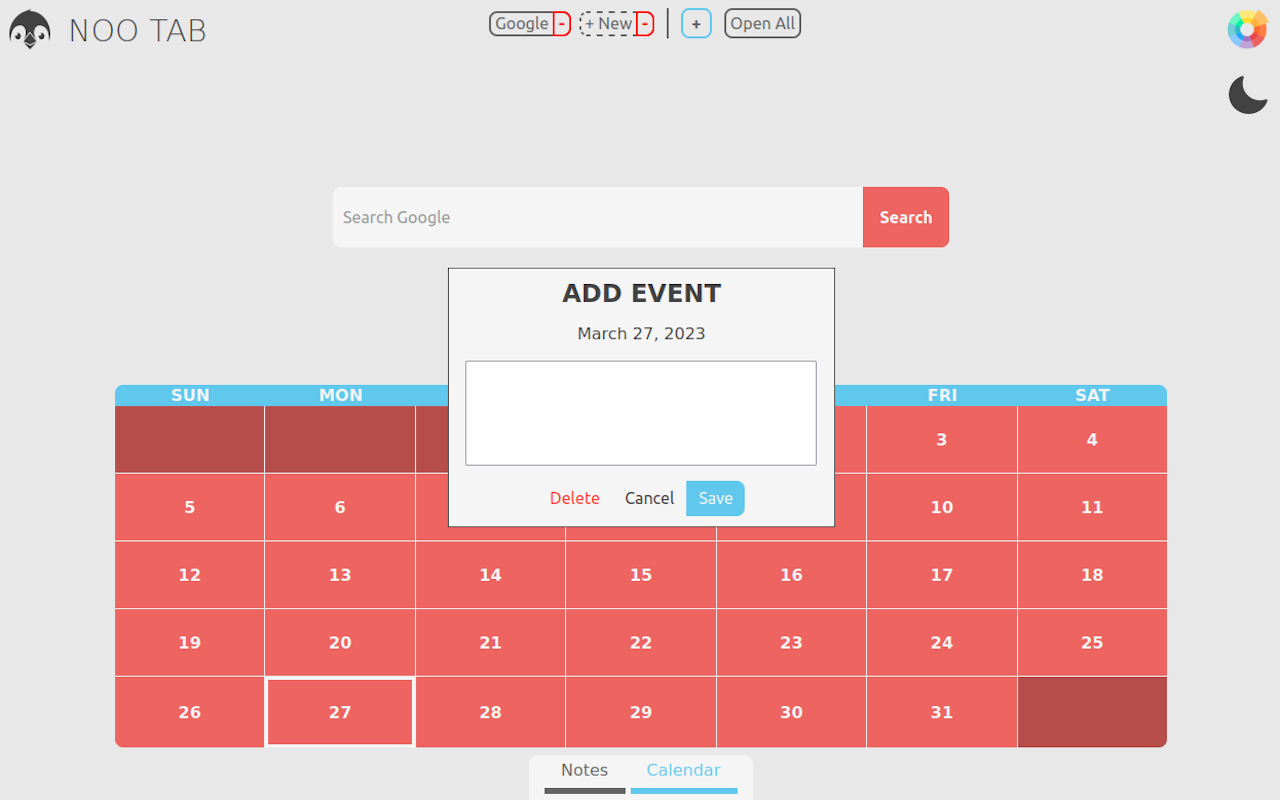 NOO TAB
Google - + New - + Open All
Search Google Search
ADD EVENT
March 27, 2023
Delete Cancel Save
SUN MON FRI SAT
3 4
5 6 10 11
12 13 14 15 16 17 18
19 20 21 22 23 24 25
26 27 28 29 30 31
Notes Calendar